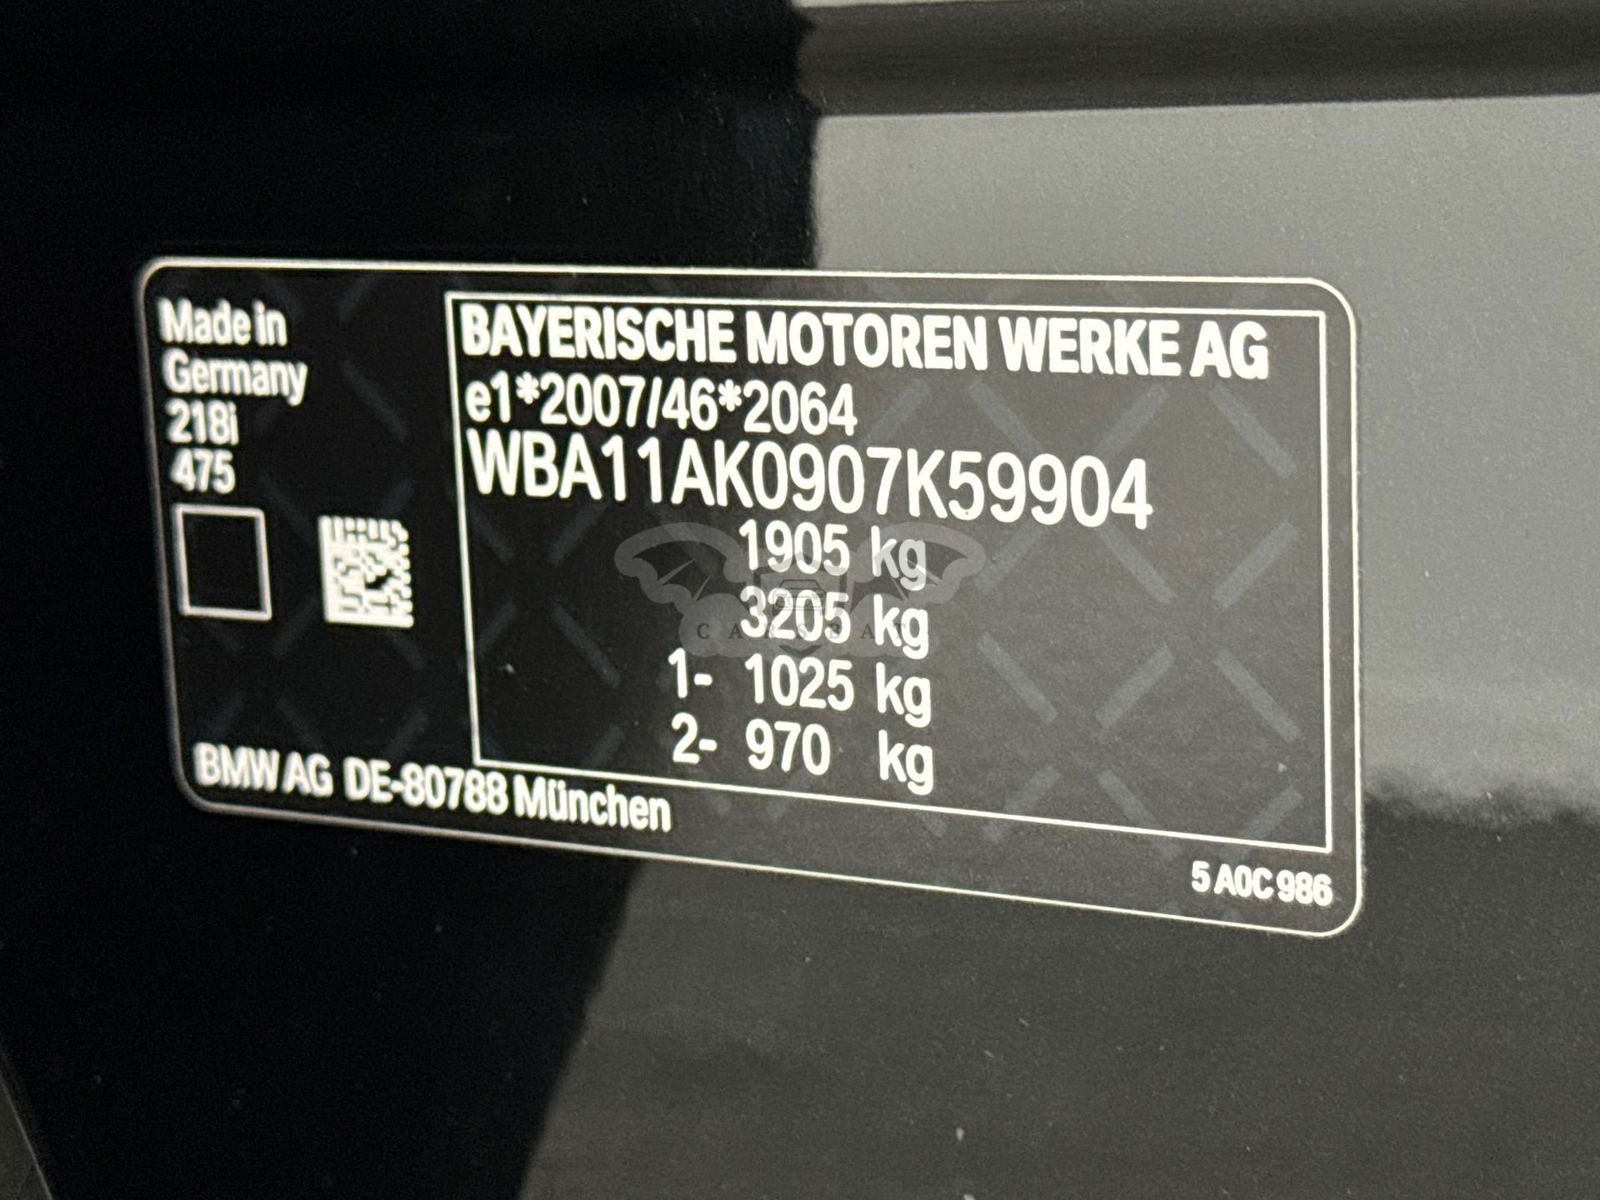 Made in
Germany
218i
475
BAYERISCHE MOTOREN WERKE AG
e1*2007/46*2064
WBA11AK0907K59904
1905 kg
3205 kg
1- 1025 kg
2- 970 kg
BMW AG DE-80788 München
5 A0C 986